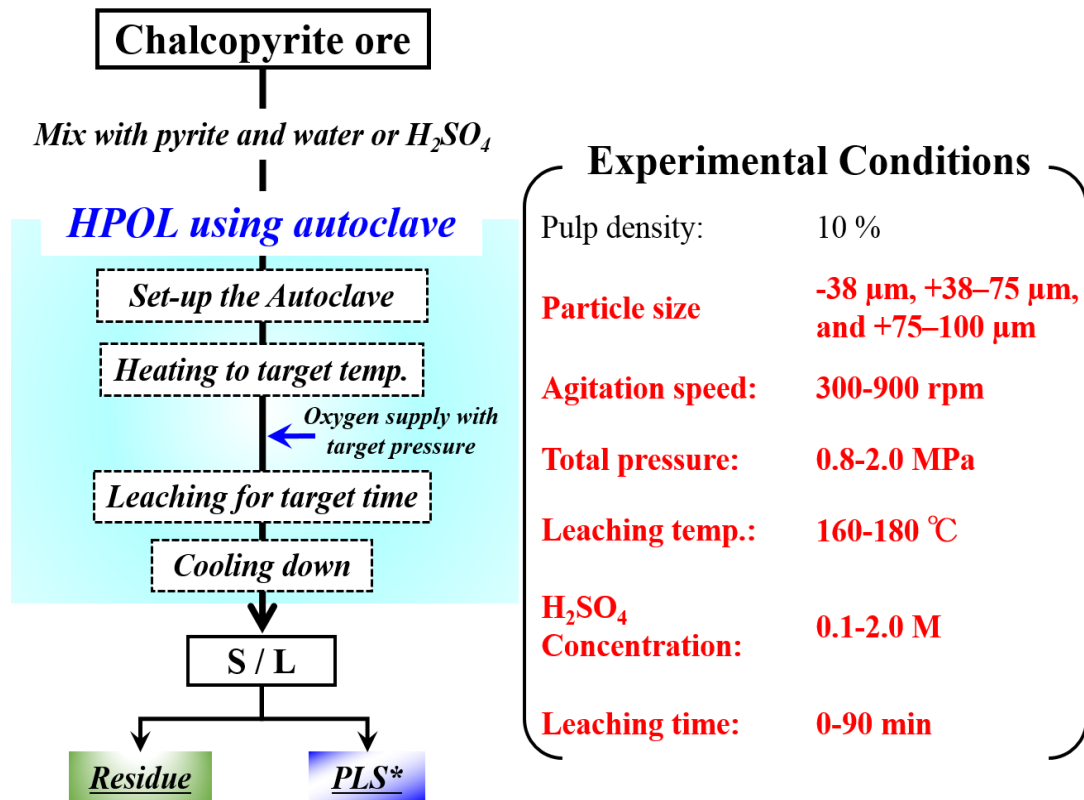 Chalcopyrite ore
Mix with pyrite and water or H₂SO₄
HPOL using autoclave
Set-up the Autoclave
Heating to target temp.
Oxygen supply with
target pressure
Leaching for target time
Cooling down
S / L
Residue
PLS*
Experimental Conditions
Pulp density: 10 %
Particle size -38 μm, +38–75 μm,
and +75–100 μm
Agitation speed: 300-900 rpm
Total pressure: 0.8-2.0 MPa
Leaching temp.: 160-180 ℃
H₂SO₄
Concentration: 0.1-2.0 M
Leaching time: 0-90 min